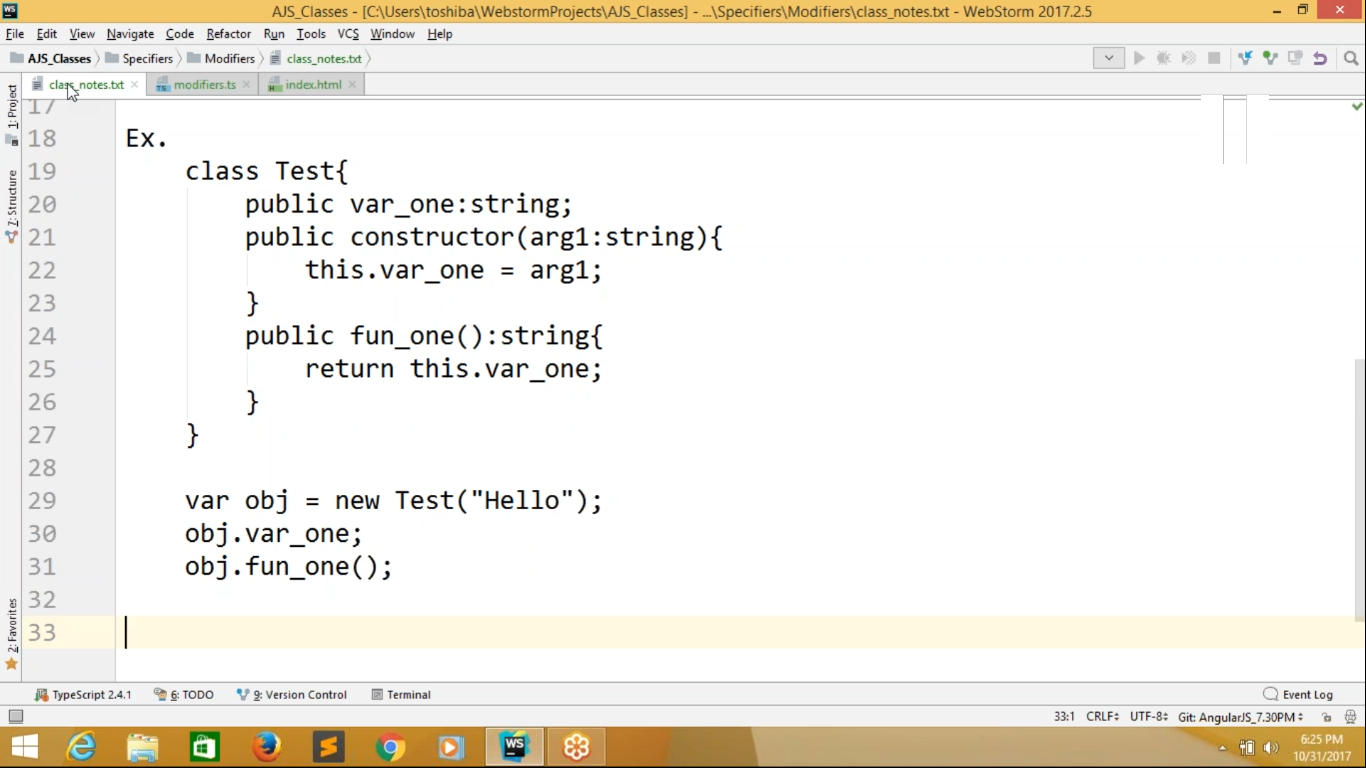 AJS_Classes - [C:\Users\toshiba\WebstormProjects\AJS_Classes] - ...\Specifiers\Modifiers\class_notes.txt - WebStorm 2017.2.5
File Edit View Navigate Code Refactor Run Tools VCS Window Help
AJS_Classes Specifiers Modifiers class_notes.txt
class_notes.txt modifiers.ts index.html
1: Project
7: Structure
2: Favorites
17
18 Ex.
19 class Test{
20 public var_one:string;
21 public constructor(arg1:string){
22 this.var_one = arg1;
23 }
24 public fun_one():string{
25 return this.var_one;
26 }
27 }
28
29 var obj = new Test("Hello");
30 obj.var_one;
31 obj.fun_one();
32
33
TypeScript 2.4.1 6: TODO 9: Version Control Terminal Event Log
33:1 CRLF UTF-8 Git: AngularJS_7.30PM
WS
6:25 PM
10/31/2017